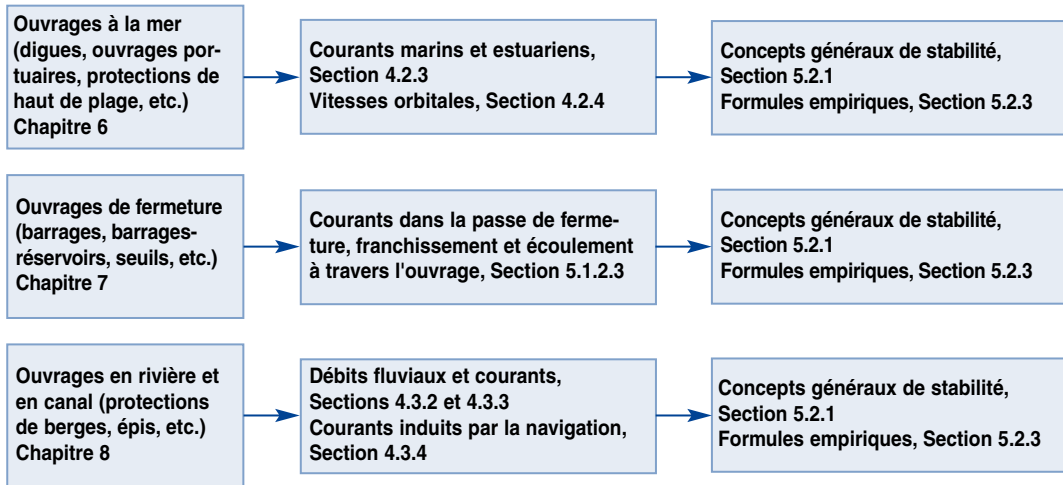 Ouvrages à la mer
(digues, ouvrages por-
tuaires, protections de
haut de plage, etc.)
Chapitre 6
Courants marins et estuariens,
Section 4.2.3
Vitesses orbitales, Section 4.2.4
Concepts généraux de stabilité,
Section 5.2.1
Formules empiriques, Section 5.2.3
Ouvrages de fermeture
(barrages, barrages-
réservoirs, seuils, etc.)
Chapitre 7
Courants dans la passe de ferme-
ture, franchissement et écoulement
à travers l'ouvrage, Section 5.1.2.3
Concepts généraux de stabilité,
Section 5.2.1
Formules empiriques, Section 5.2.3
Ouvrages en rivière et
en canal (protections
de berges, épis, etc.)
Chapitre 8
Débits fluviaux et courants,
Sections 4.3.2 et 4.3.3
Courants induits par la navigation,
Section 4.3.4
Concepts généraux de stabilité,
Section 5.2.1
Formules empiriques, Section 5.2.3